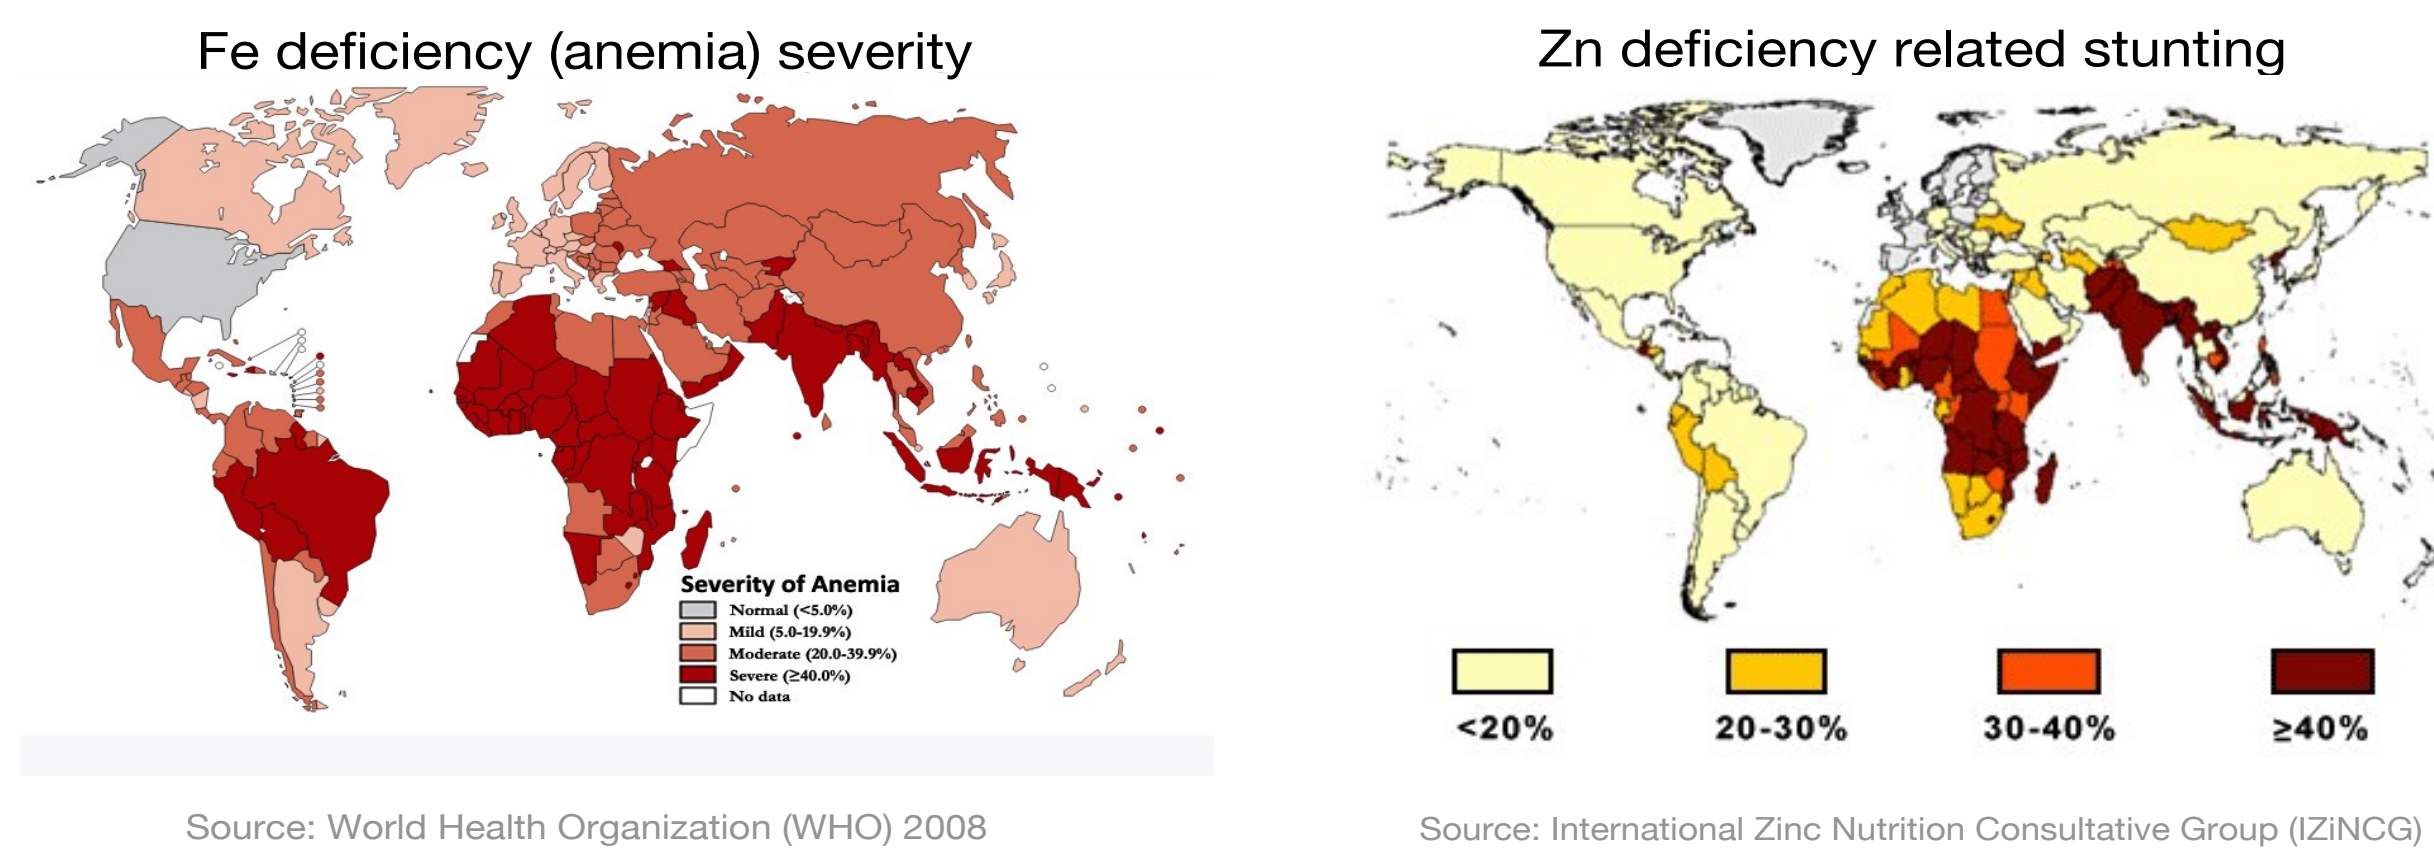 Fe deficiency (anemia) severity
Zn deficiency related stunting
Severity of Anemia
Normal (<5.0%)
Mild (5.0-19.9%)
Moderate (20.0-39.9%)
Severe (≥40.0%)
No data
<20%
20-30%
30-40%
≥40%
Source: World Health Organization (WHO) 2008
Source: International Zinc Nutrition Consultative Group (IZiNCG)